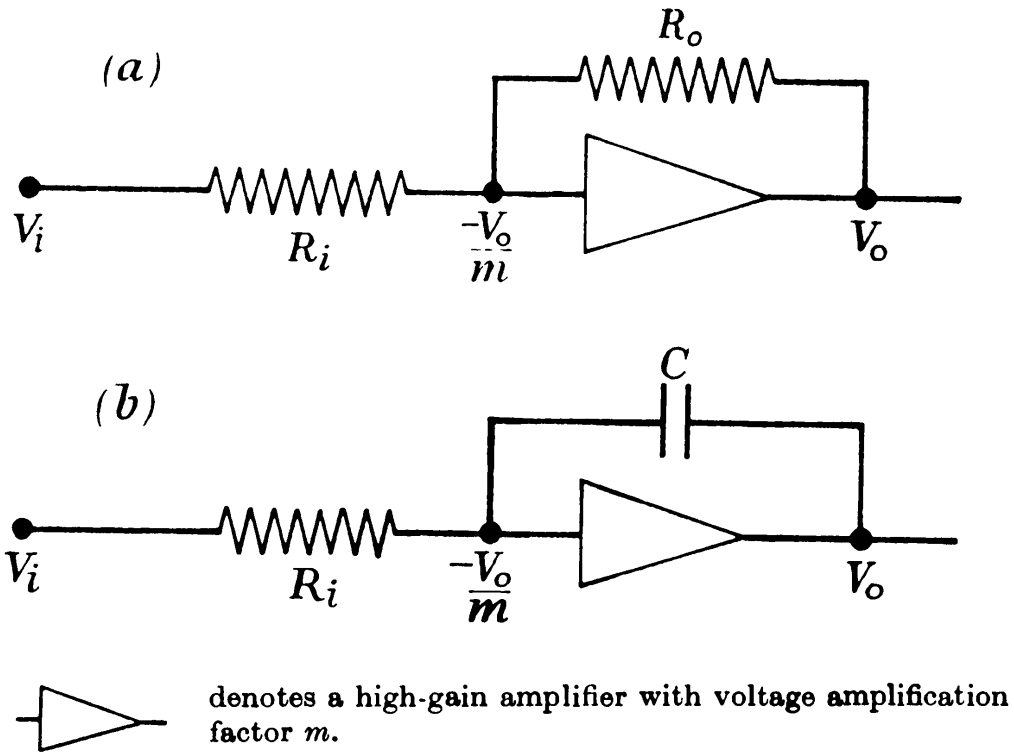 (a)
R_o
V_i
R_i
-V_o
m
V_o
(b)
C
V_i
R_i
-V_o
m
V_o
denotes a high-gain amplifier with voltage amplification
factor m.